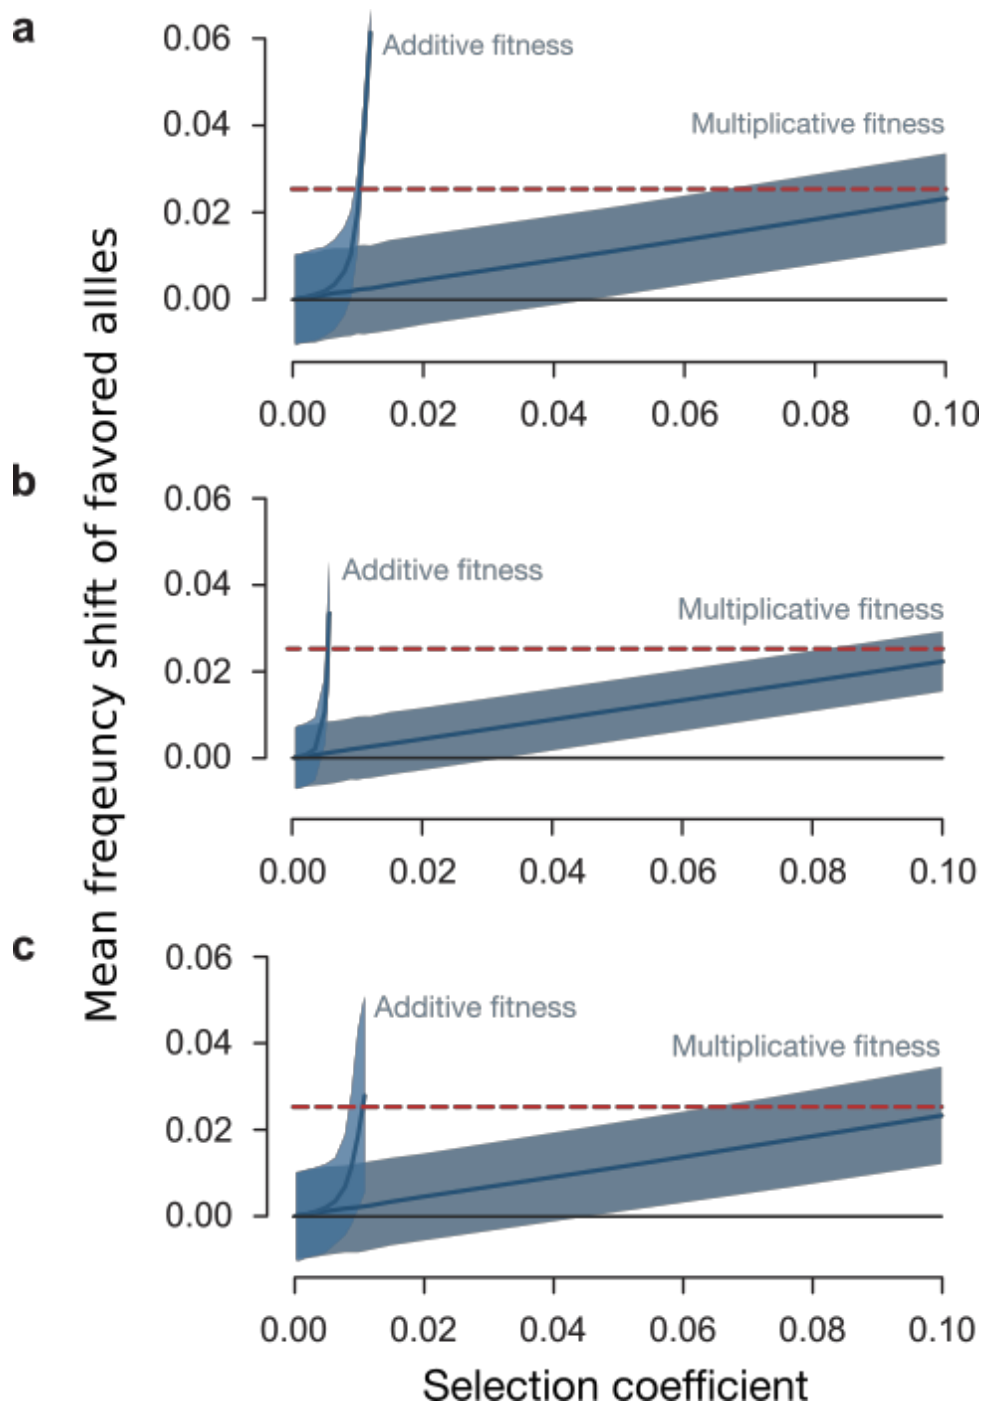 a
0.06
Additive fitness
0.04
Multiplicative fitness
0.02
0.00
0.00 0.02 0.04 0.06 0.08 0.10
b
0.06
0.04
Additive fitness
Multiplicative fitness
0.02
0.00
0.00 0.02 0.04 0.06 0.08 0.10
c
0.06
Additive fitness
0.04
Multiplicative fitness
0.02
0.00
0.00 0.02 0.04 0.06 0.08 0.10
Mean freqeuncy shift of favored allles
Selection coefficient